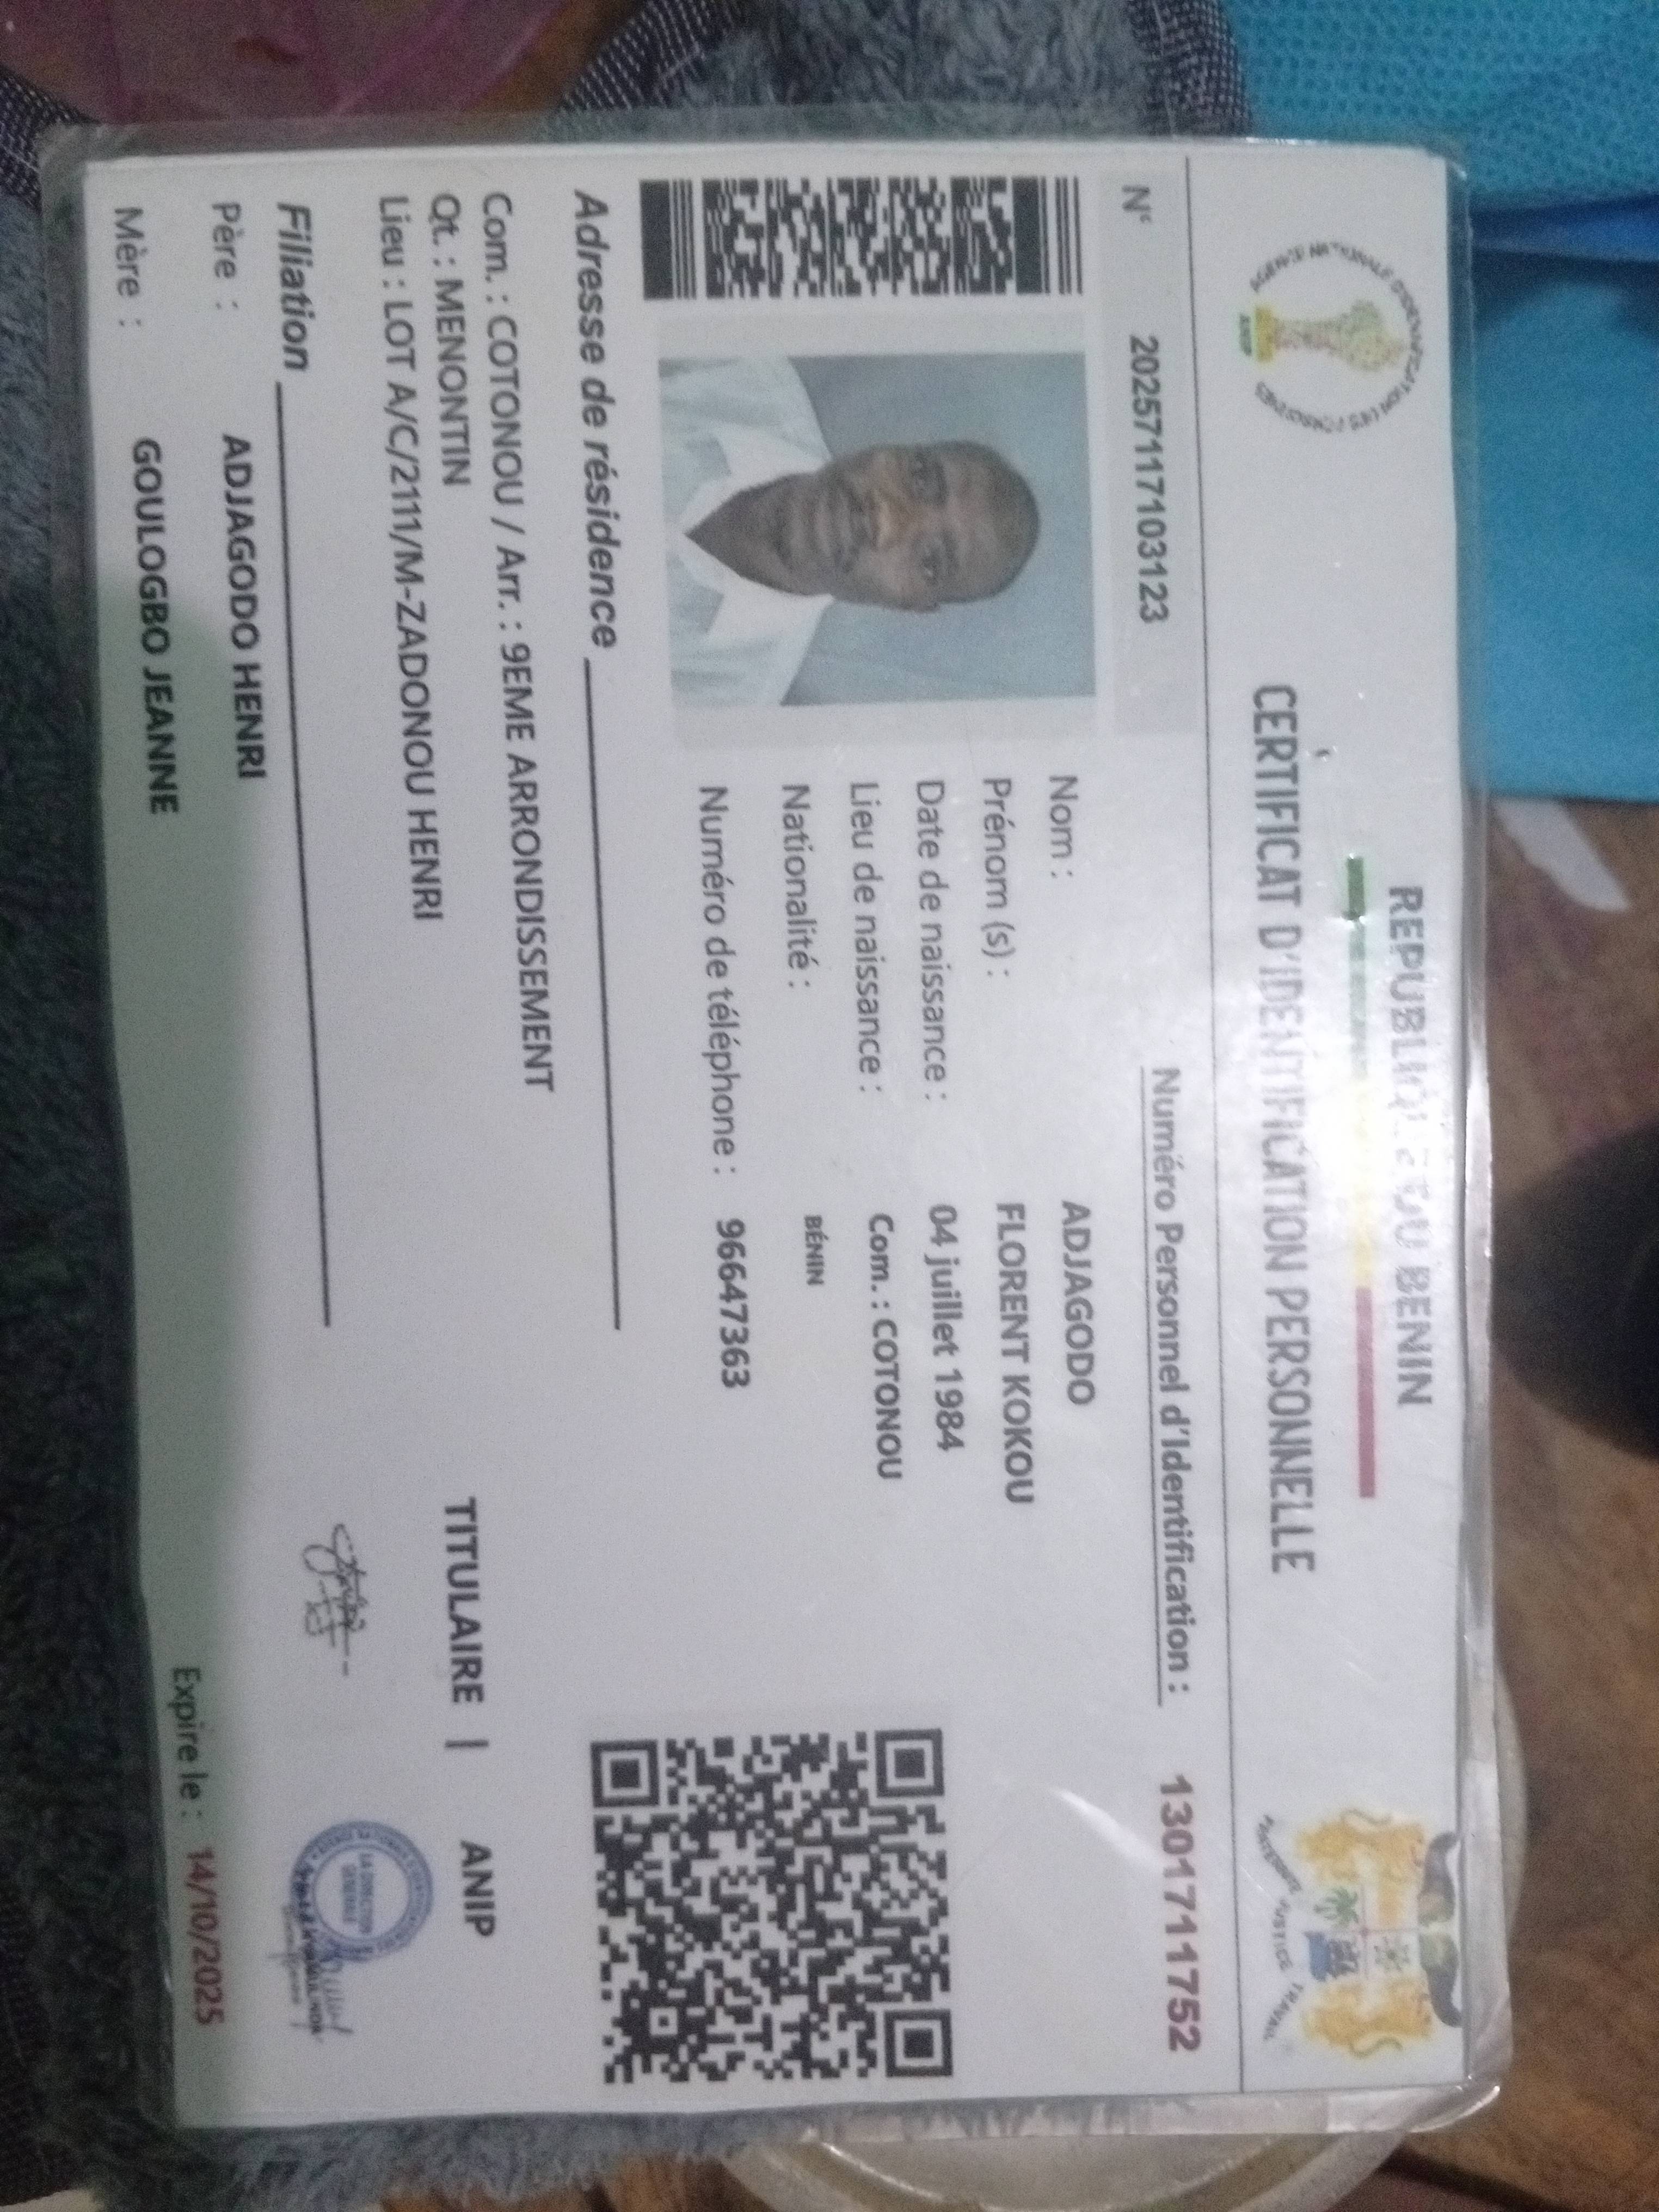 REPUBLIQUE DU BENIN
CERTIFICAT D'IDENTIFICATION PERSONNELLE
AGENCE NATIONALE D'IDENTIFICATION DES PERSONNES
ANIP
FRATERNITE JUSTICE TRAVAIL
N° 20257117103123
Numéro Personnel d'Identification : 1301711752
Nom : ADJAGODO
Prénom (s) : FLORENT KOKOU
Date de naissance : 04 juillet 1984
Lieu de naissance : Com. : COTONOU
Nationalité : BÉNIN
Numéro de téléphone : 96647363
Adresse de résidence
Com. : COTONOU / Arr. : 9EME ARRONDISSEMENT
Qt. : MENONTIN
Lieu : LOT A/C/2111/M-ZADONOU HENRI
TITULAIRE | ANIP
Filiation
Père : ADJAGODO HENRI
Mère : GOULOGBO JEANNE
LA DIRECTION GENERALE
Expire le : 14/10/2025